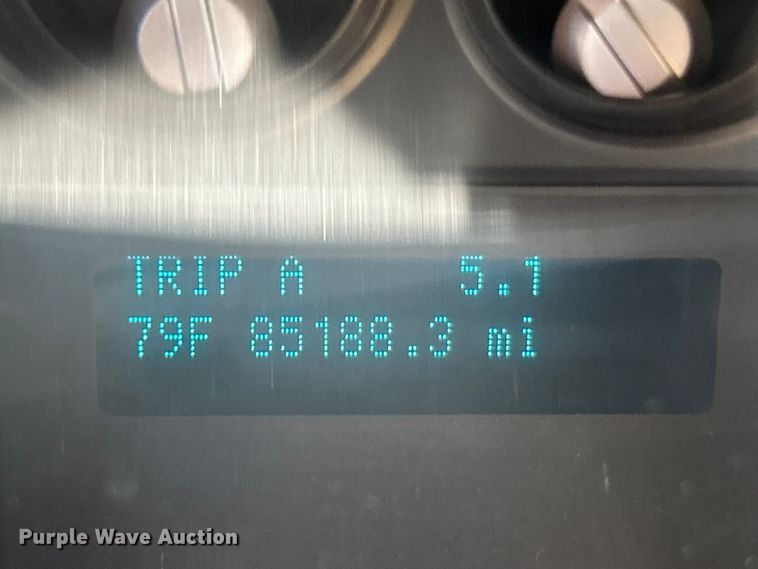 TRIP A 5.1
79F 85188.3 mi
Purple Wave Auction